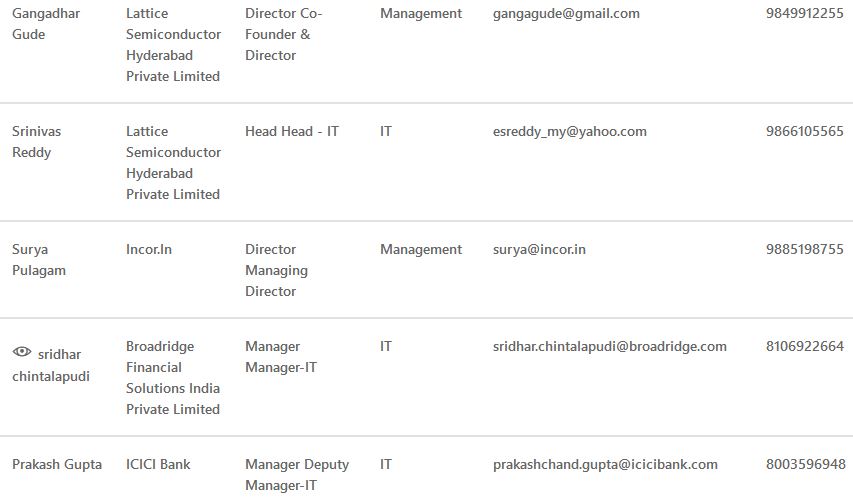 Gangadhar Lattice Director Co- Management gangagude@gmail.com 9849912255
Gude Semiconductor Founder &
Hyderabad Director
Private Limited
Srinivas Lattice Head Head - IT IT esreddy_my@yahoo.com 9866105565
Reddy Semiconductor
Hyderabad
Private Limited
Surya Incor.In Director Management surya@incor.in 9885198755
Pulagam Managing
Director
sridhar Broadridge Manager IT sridhar.chintalapudi@broadridge.com 8106922664
chintalapudi Financial Manager-IT
Solutions India
Private Limited
Prakash Gupta ICICI Bank Manager Deputy IT prakashchand.gupta@icicibank.com 8003596948
Manager-IT